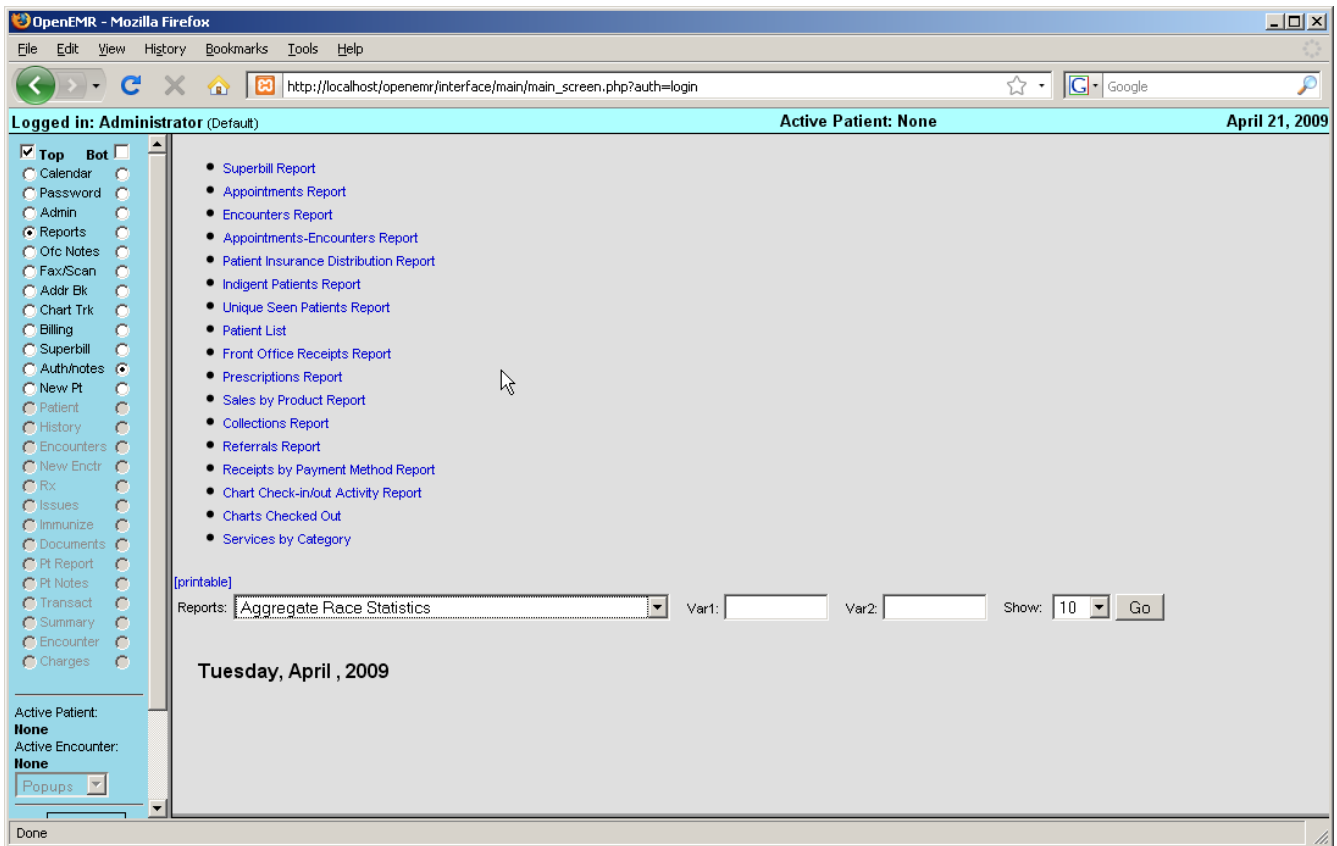 OpenEMR - Mozilla Firefox
File Edit View History Bookmarks Tools Help
http://localhost/openemr/interface/main/main_screen.php?auth=login
G Google
Logged in: Administrator (Default) Active Patient: None April 21, 2009
Top Bot
Calendar
Password
Admin
Reports
Ofc Notes
Fax/Scan
Addr Bk
Chart Trk
Billing
Superbill
Auth/notes
New Pt
Patient
History
Encounters
New Enctr
Rx
Issues
Immunize
Documents
Pt Report
Pt Notes
Transact
Summary
Encounter
Charges
Active Patient:
None
Active Encounter:
None
Popups
Superbill Report
Appointments Report
Encounters Report
Appointments-Encounters Report
Patient Insurance Distribution Report
Indigent Patients Report
Unique Seen Patients Report
Patient List
Front Office Receipts Report
Prescriptions Report
Sales by Product Report
Collections Report
Referrals Report
Receipts by Payment Method Report
Chart Check-in/out Activity Report
Charts Checked Out
Services by Category
[printable]
Reports: Aggregate Race Statistics Var1: Var2: Show: 10 Go
Tuesday, April , 2009
Done